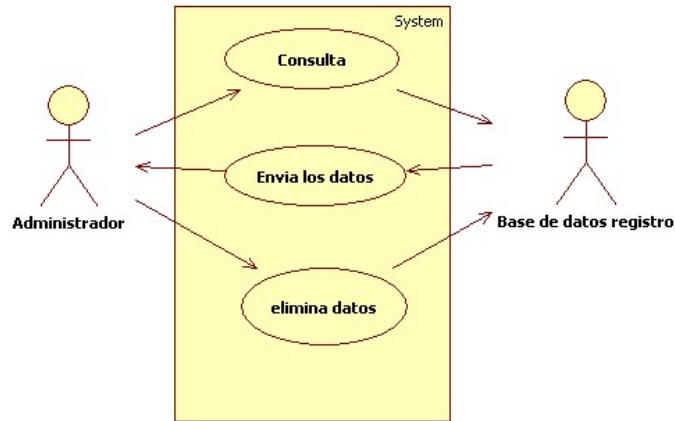 System
Consulta
Envia los datos
Administrador
Base de datos registro
elimina datos